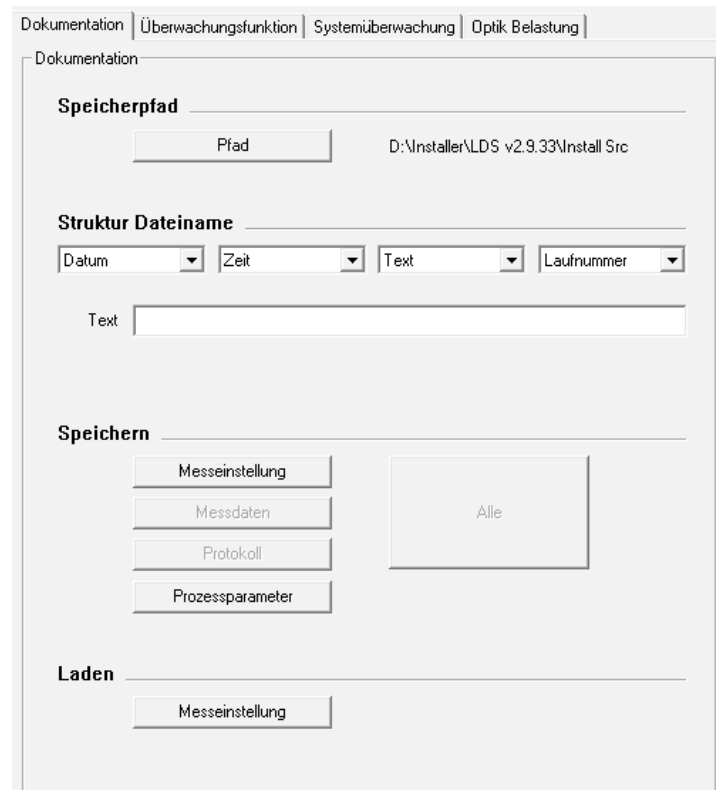 Dokumentation Überwachungsfunktion Systemüberwachung Optik Belastung
Dokumentation
Speicherpfad
Pfad D:\Installer\LDS v2.9.33\Install Src
Struktur Dateiname
Datum Zeit Text Laufnummer
Text
Speichern
Messeinstellung
Messdaten Alle
Protokoll
Prozessparameter
Laden
Messeinstellung